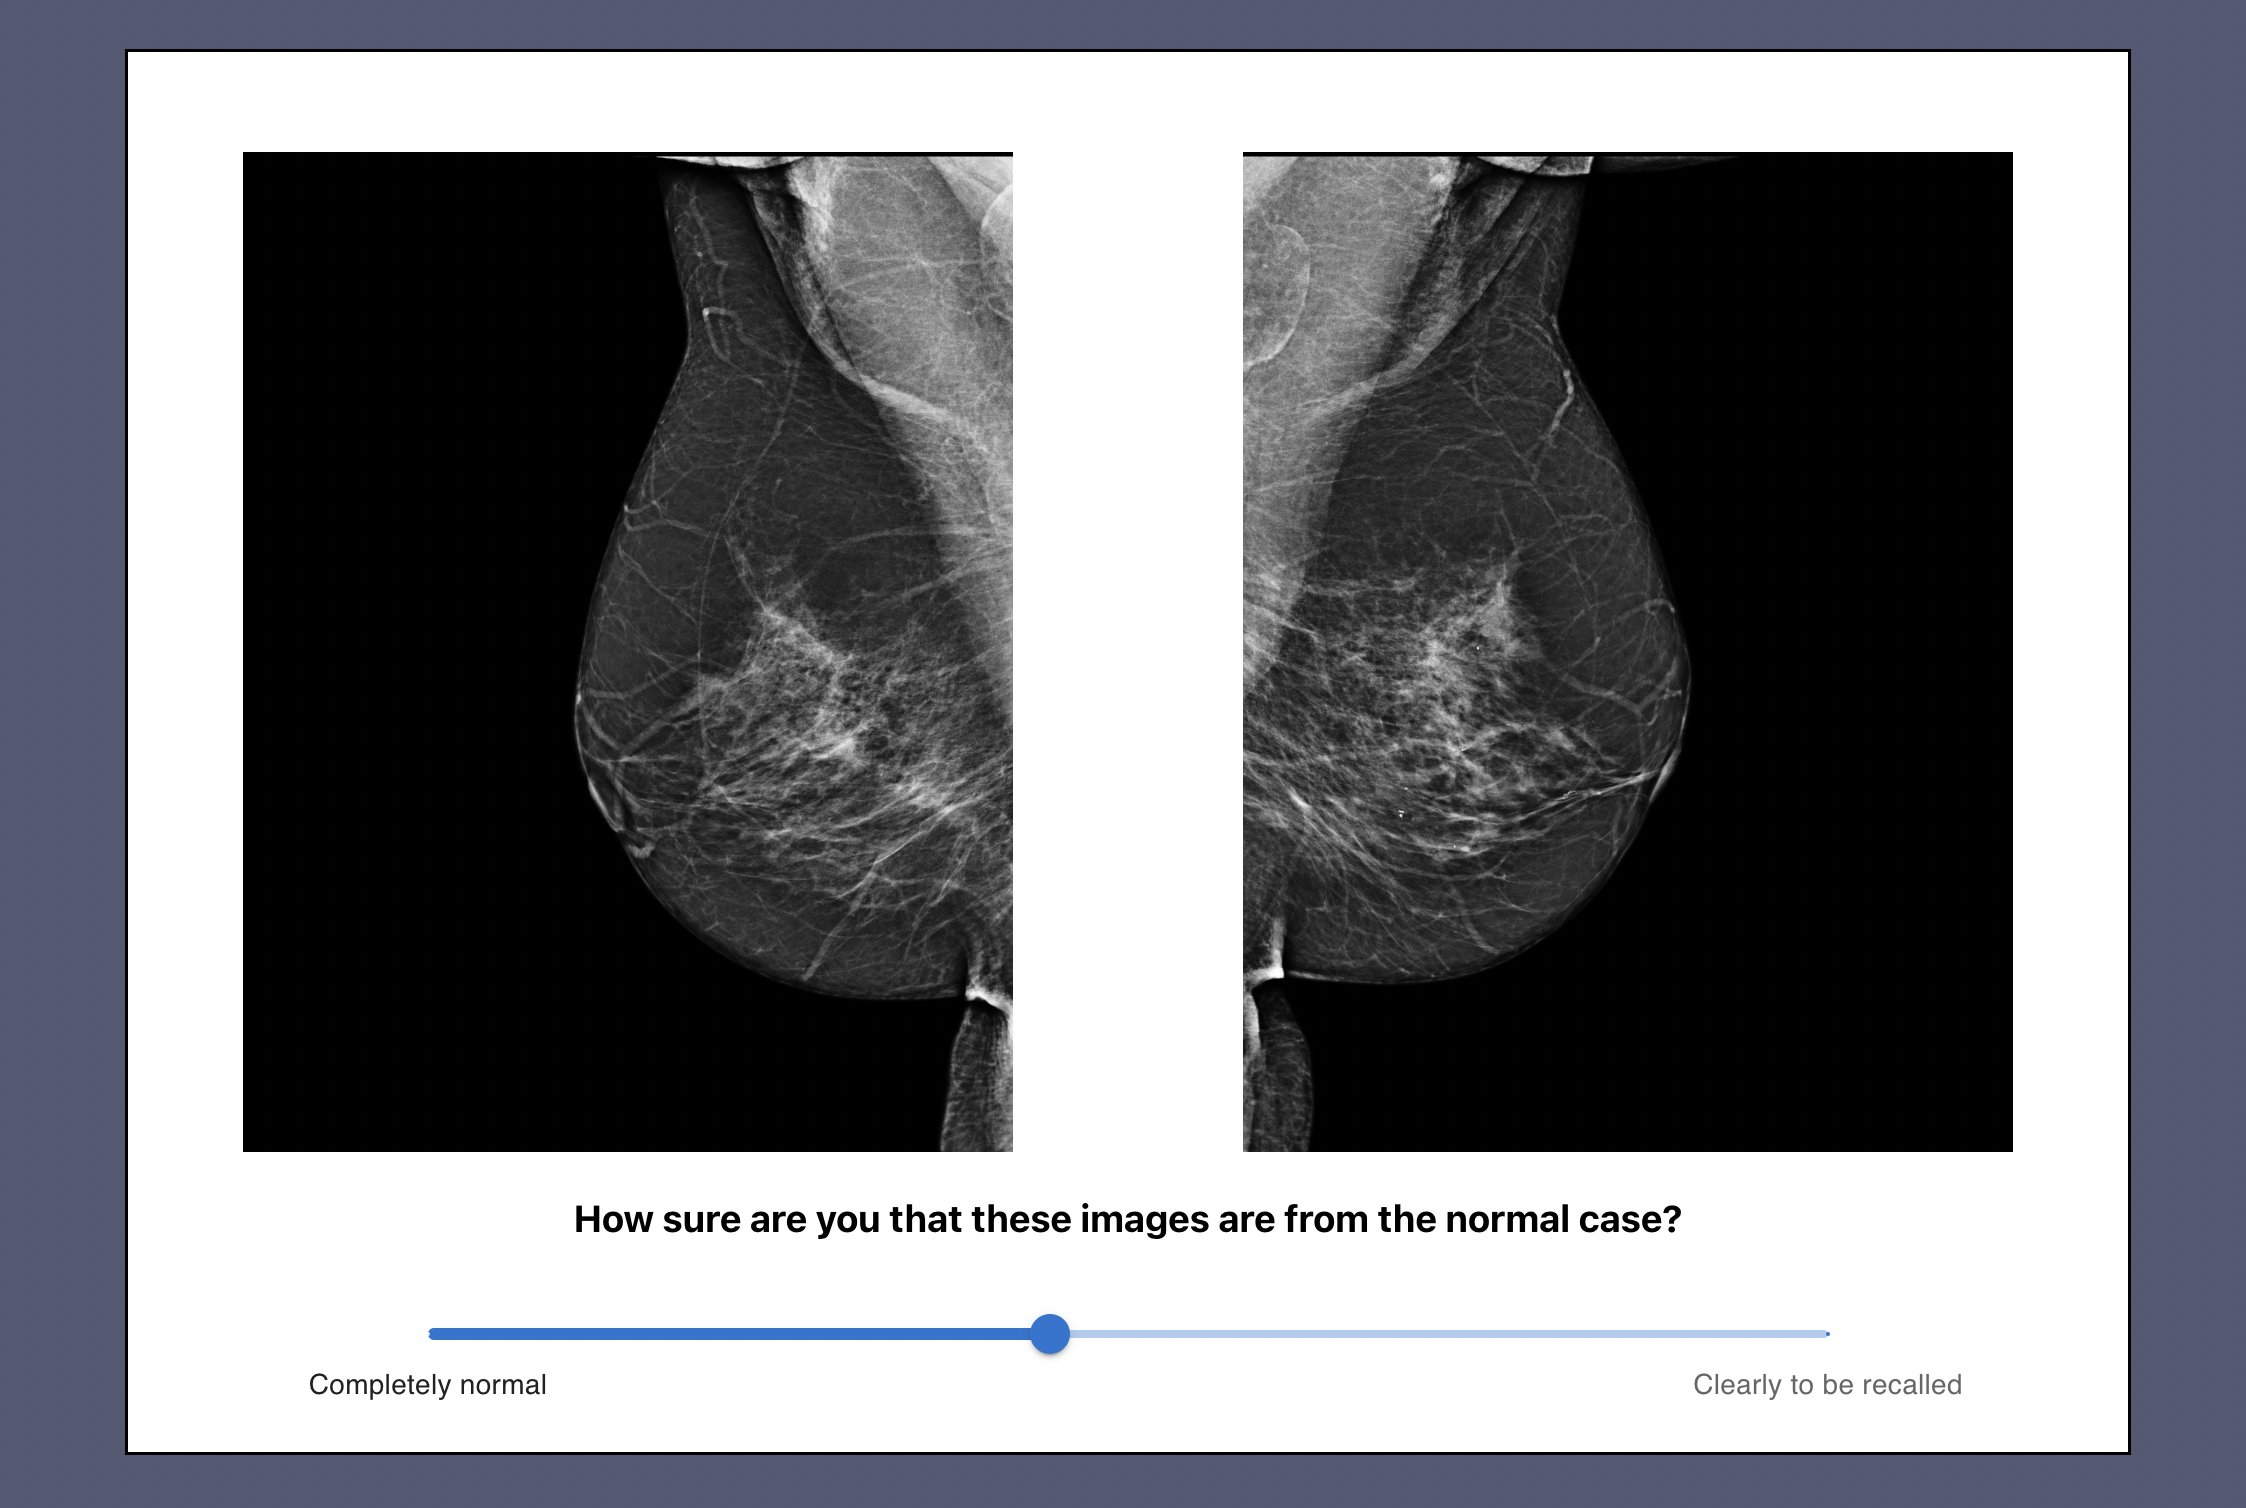 How sure are you that these images are from the normal case?
Completely normal
Clearly to be recalled